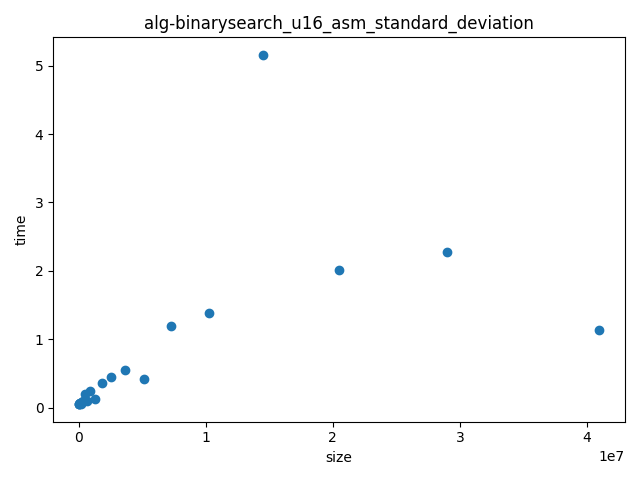 alg-binarysearch_u16_asm_standard_deviation
5
4
3
2
1
0
time
0
1
2
3
4
size
1e7